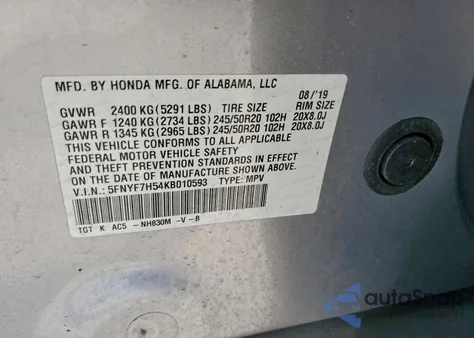 MFD. BY HONDA MFG. OF ALABAMA, LLC
08/'19
GVWR 2400 KG(5291 LBS) TIRE SIZE RIM SIZE
GAWR F 1240 KG(2734 LBS)245/50R20 102H 20X8.0J
GAWR R 1345 KG(2965 LBS)245/50R20 102H 20X8.0J
THIS VEHICLE CONFORMS TO ALL APPLICABLE
FEDERAL MOTOR VEHICLE SAFETY
AND THEFT PREVENTION STANDARDS IN EFFECT
ON THE DATE OF MANUFACTURE SHOWN ABOVE.
V.I.N.: 5FNYF7H54KB010593 TYPE: MPV
TGT K AC5 -NH830M -V-B
autoSnap